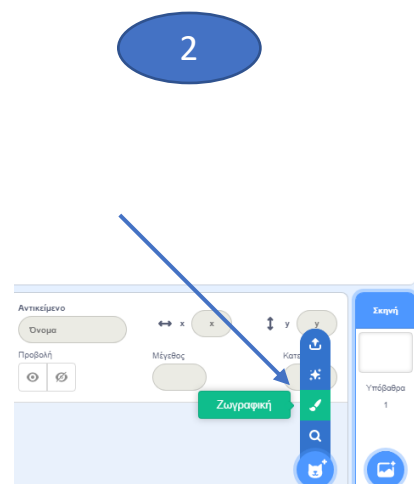 2
Αντικείμενο
Σκηνή
Όνομα
x
x
y
y
Προβολή
Μέγεθος
Κατε
Υπόβαθρα
1
Ζωγραφική